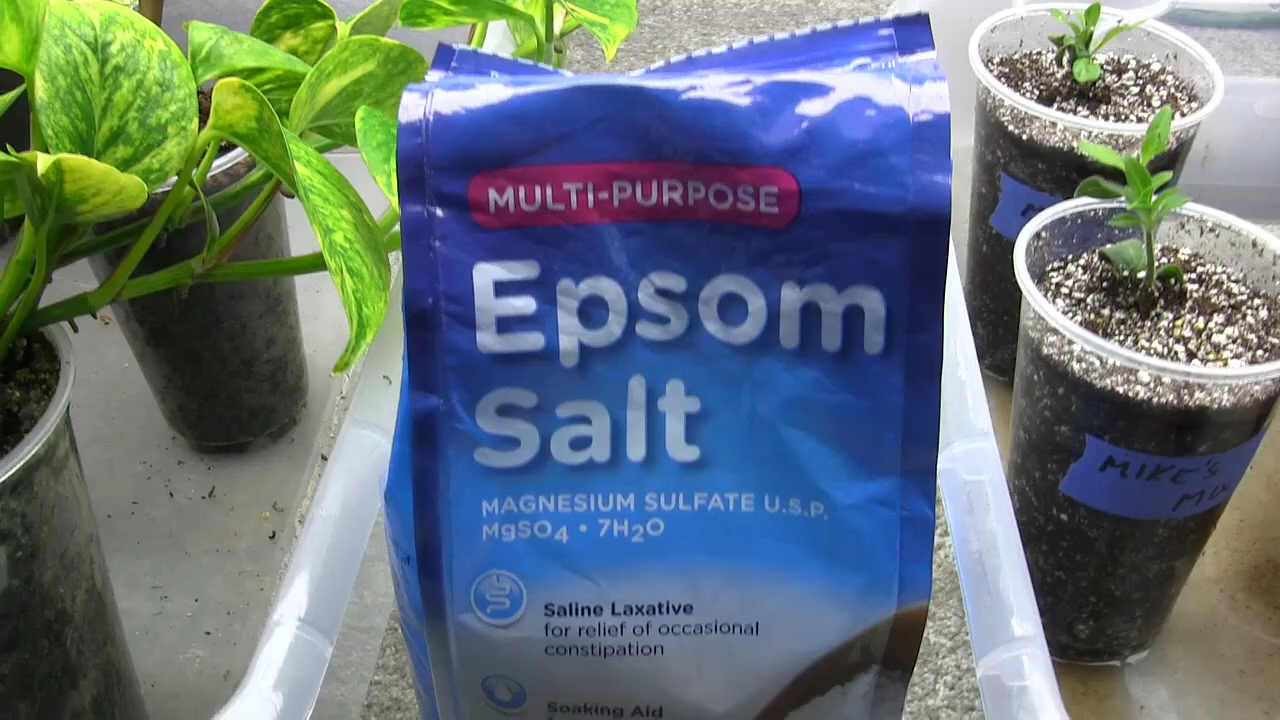 MULTI-PURPOSE
Epsom
Salt
MAGNESIUM SULFATE U.S.P.
MgSO4 • 7H2O
Saline Laxative
for relief of occasional
constipation
Soaking Aid
MIKE'S